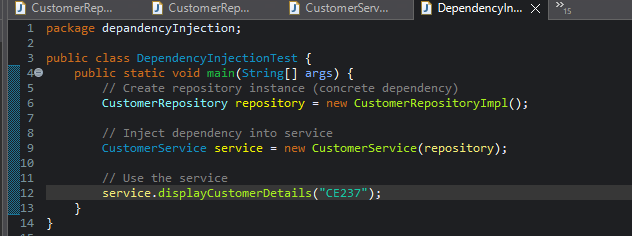 CustomerRep...
CustomerRep...
CustomerServ...
DependencyIn...
»15
1 package depandencyInjection;
2
3 public class DependencyInjectionTest {
4 public static void main(String[] args) {
5 // Create repository instance (concrete dependency)
6 CustomerRepository repository = new CustomerRepositoryImpl();
7
8 // Inject dependency into service
9 CustomerService service = new CustomerService(repository);
10
11 // Use the service
12 service.displayCustomerDetails("CE237");
13 }
14 }